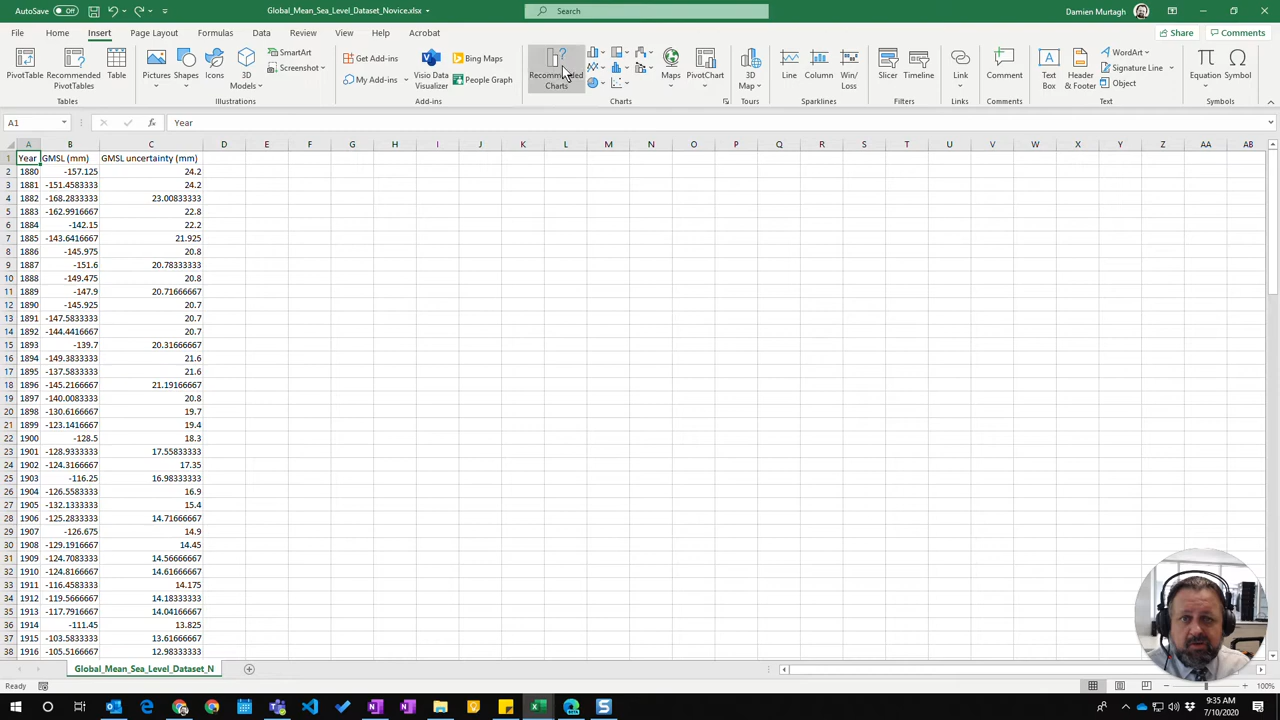 AutoSave Off Global_Mean_Sea_Level_Dataset_Novice.xlsx Search Damien Murtagh
File Home Insert Page Layout Formulas Data Review View Help Acrobat Share Comments
PivotTable Recommended PivotTables Table
Tables
Pictures Shapes Icons 3D Models SmartArt Screenshot
Illustrations
Get Add-ins My Add-ins Visio Data Visualizer Bing Maps People Graph
Add-ins
Recommended Charts Maps PivotChart
Charts
3D Map
Tours
Line Column Win/Loss
Sparklines
Slicer Timeline
Filters
Link
Links
Comment
Comments
Text Box Header & Footer WordArt Signature Line Object
Text
Equation Symbol
Symbols
A1 fx Year
A B C D E F G H I J K L M N O P Q R S T U V W X Y Z AA AB
1 Year GMSL (mm) GMSL uncertainty (mm)
2 1880 -157.125 24.2
3 1881 -151.4583333 24.2
4 1882 -168.2833333 23.00833333
5 1883 -162.9916667 22.8
6 1884 -142.15 22.2
7 1885 -143.6416667 21.925
8 1886 -145.975 20.8
9 1887 -151.6 20.78333333
10 1888 -149.475 20.8
11 1889 -147.9 20.71666667
12 1890 -145.925 20.7
13 1891 -147.5833333 20.7
14 1892 -144.4416667 20.7
15 1893 -139.7 20.31666667
16 1894 -149.3833333 21.6
17 1895 -137.5833333 21.6
18 1896 -145.2166667 21.19166667
19 1897 -140.0083333 20.8
20 1898 -130.6166667 19.7
21 1899 -123.1416667 19.4
22 1900 -128.5 18.3
23 1901 -128.9333333 17.55833333
24 1902 -124.3166667 17.35
25 1903 -116.25 16.98333333
26 1904 -126.5583333 16.9
27 1905 -132.1333333 15.4
28 1906 -125.2833333 14.71666667
29 1907 -126.675 14.9
30 1908 -129.1916667 14.45
31 1909 -124.7083333 14.56666667
32 1910 -124.8166667 14.61666667
33 1911 -116.4583333 14.175
34 1912 -119.5666667 14.18333333
35 1913 -117.7916667 14.04166667
36 1914 -111.45 13.825
37 1915 -103.5833333 13.61666667
38 1916 -105.5166667 12.98333333
Global_Mean_Sea_Level_Dataset_N
Ready 100%
9:35 AM
7/10/2020